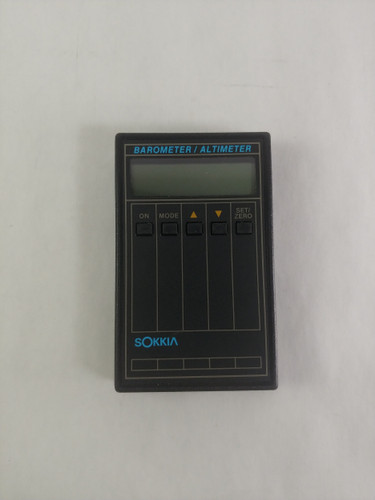 BAROMETER / ALTIMETER
ON MODE ▲ ▼ SET/
ZERO
SOKKIA